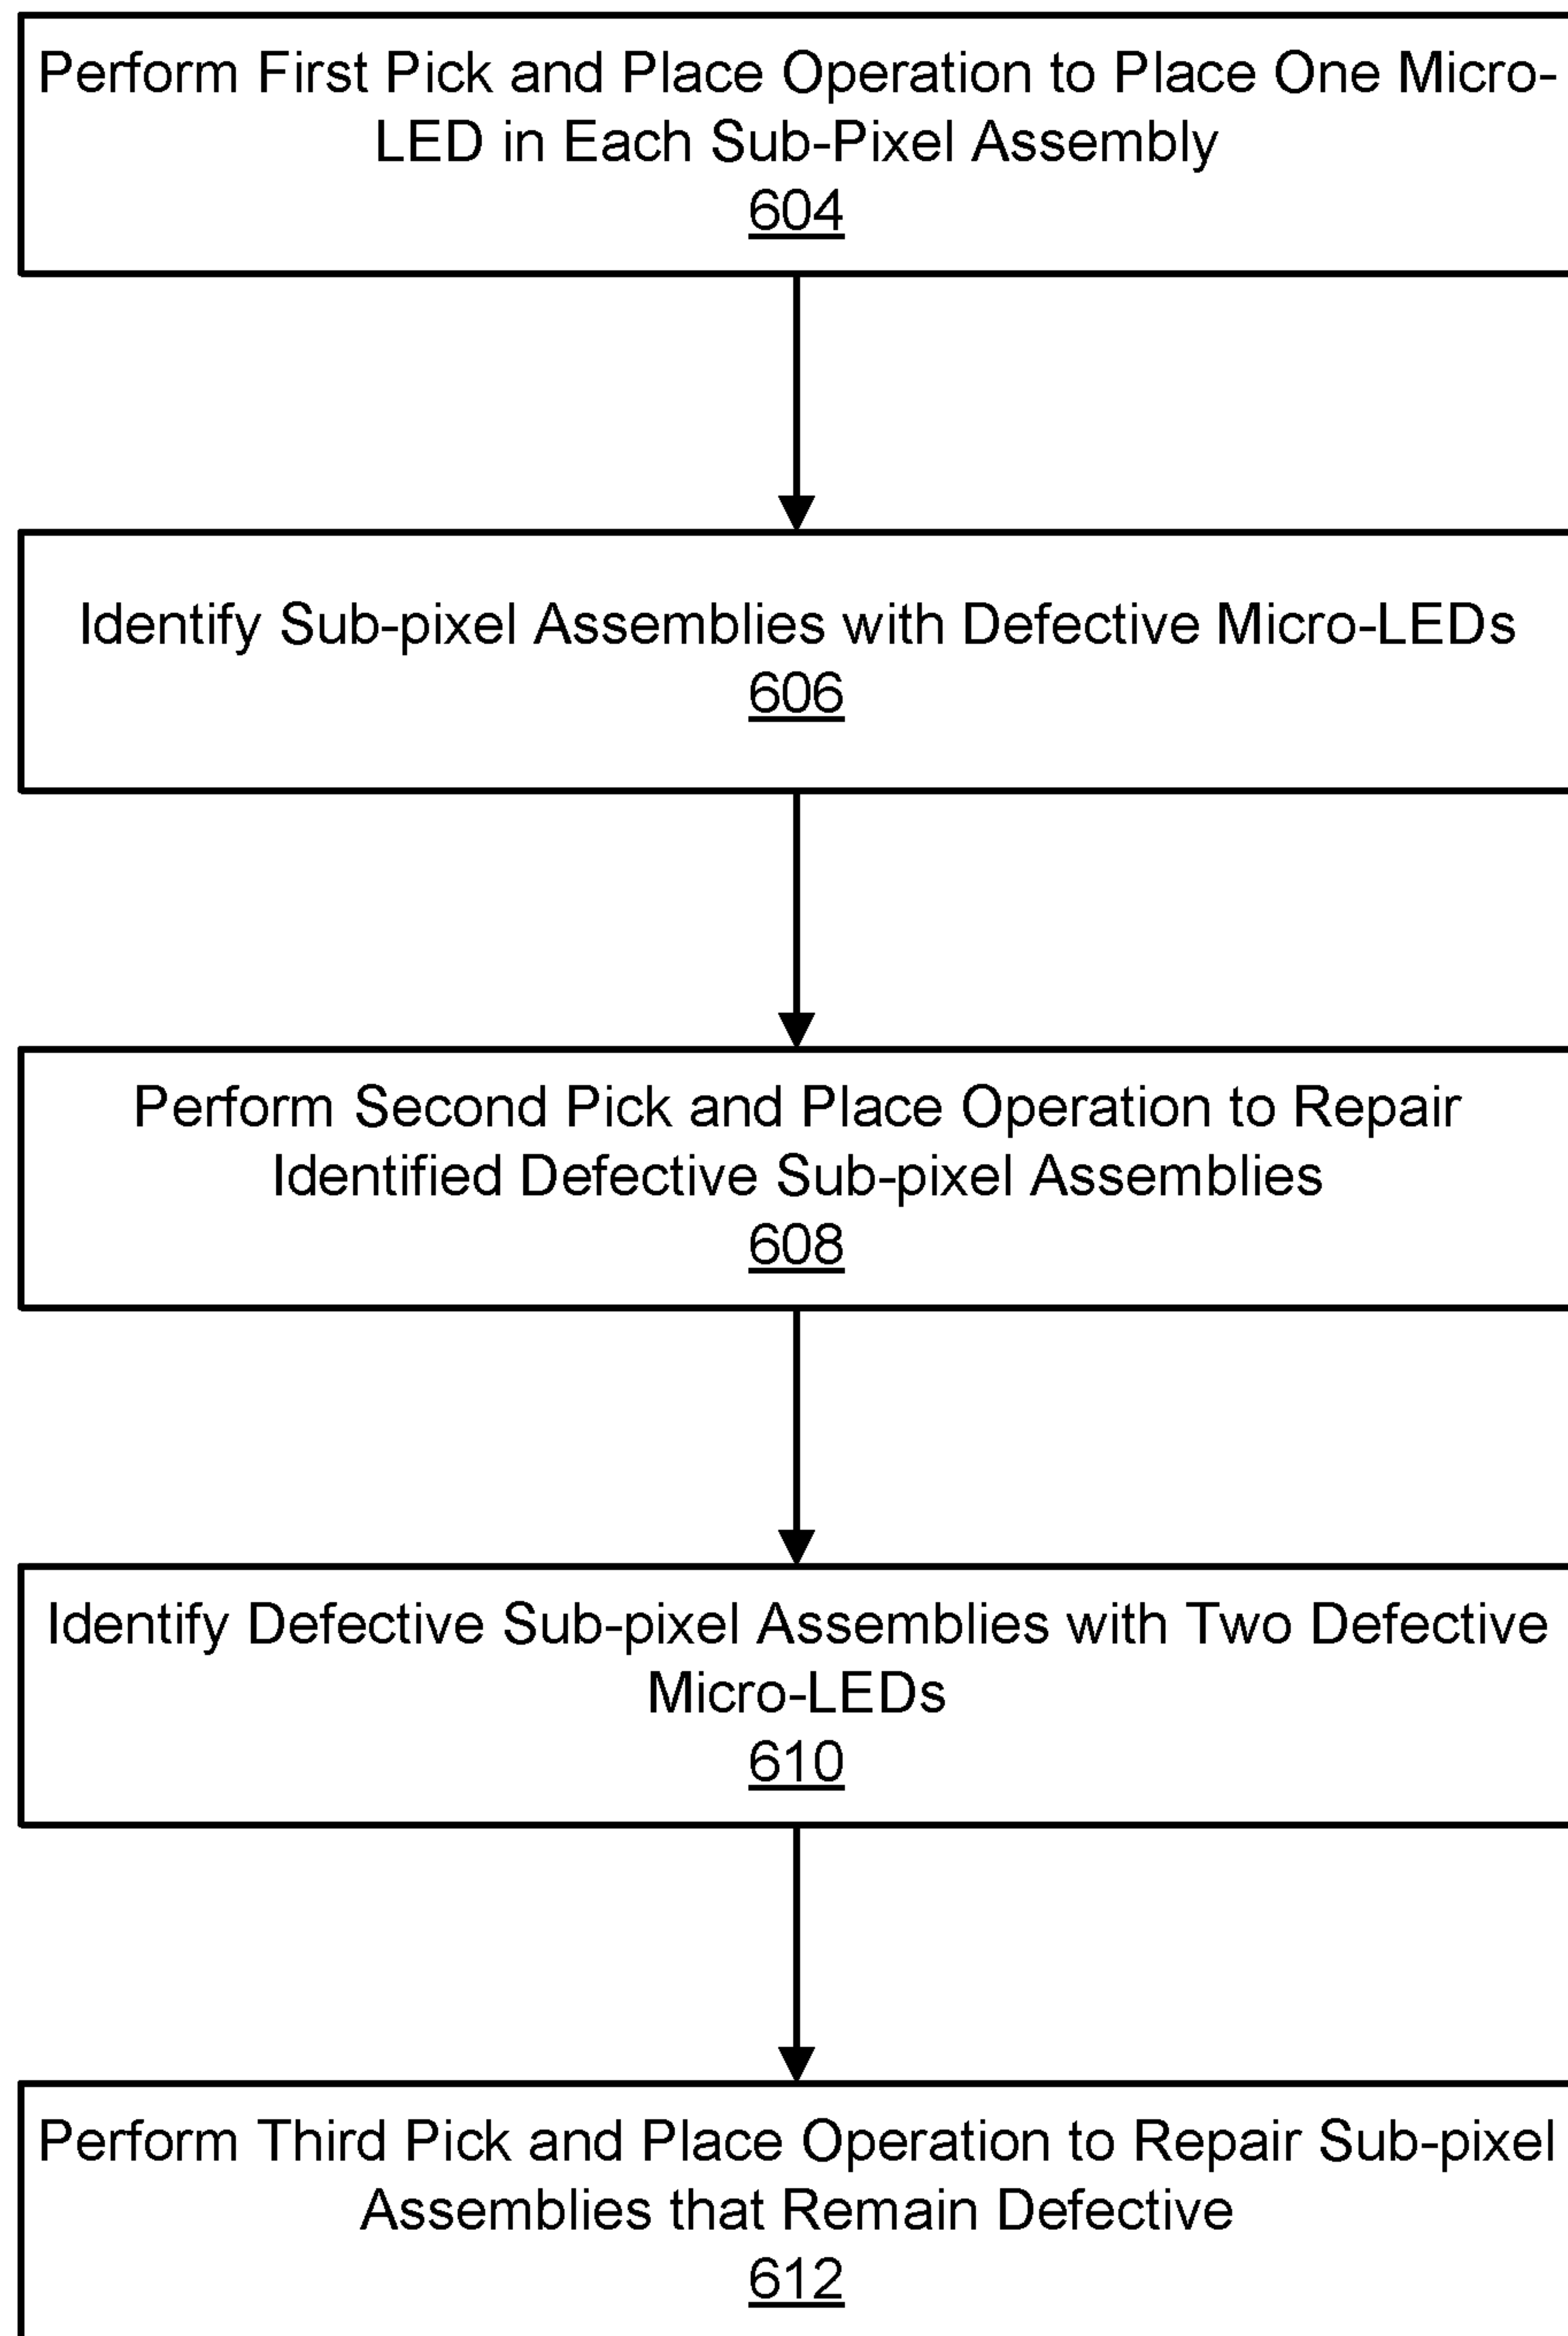 Perform First Pick and Place Operation to Place One Micro-
LED in Each Sub-Pixel Assembly
604
Identify Sub-pixel Assemblies with Defective Micro-LEDs
606
Perform Second Pick and Place Operation to Repair
Identified Defective Sub-pixel Assemblies
608
Identify Defective Sub-pixel Assemblies with Two Defective
Micro-LEDs
610
Perform Third Pick and Place Operation to Repair Sub-pixel
Assemblies that Remain Defective
612